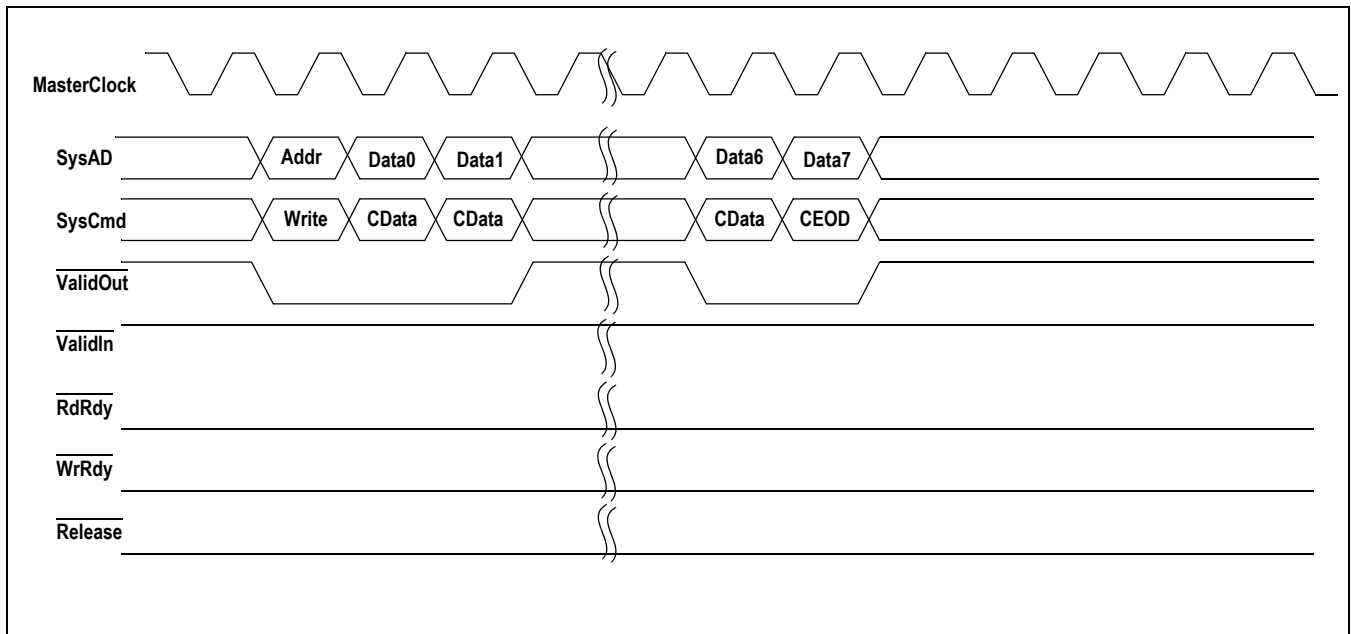 MasterClock
SysAD Addr Data0 Data1 Data6 Data7
SysCmd Write CData CData CData CEOD
ValidOut
ValidIn
RdRdy
WrRdy
Release